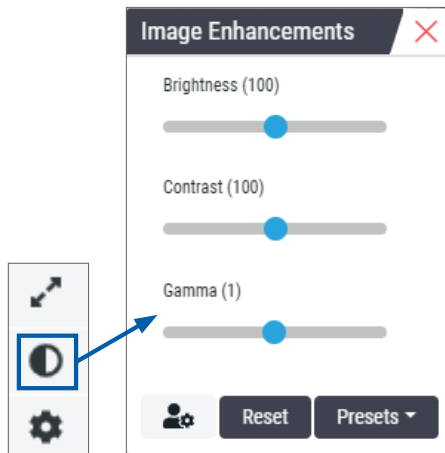 Image Enhancements
Brightness (100)
Contrast (100)
Gamma (1)
Reset Presets